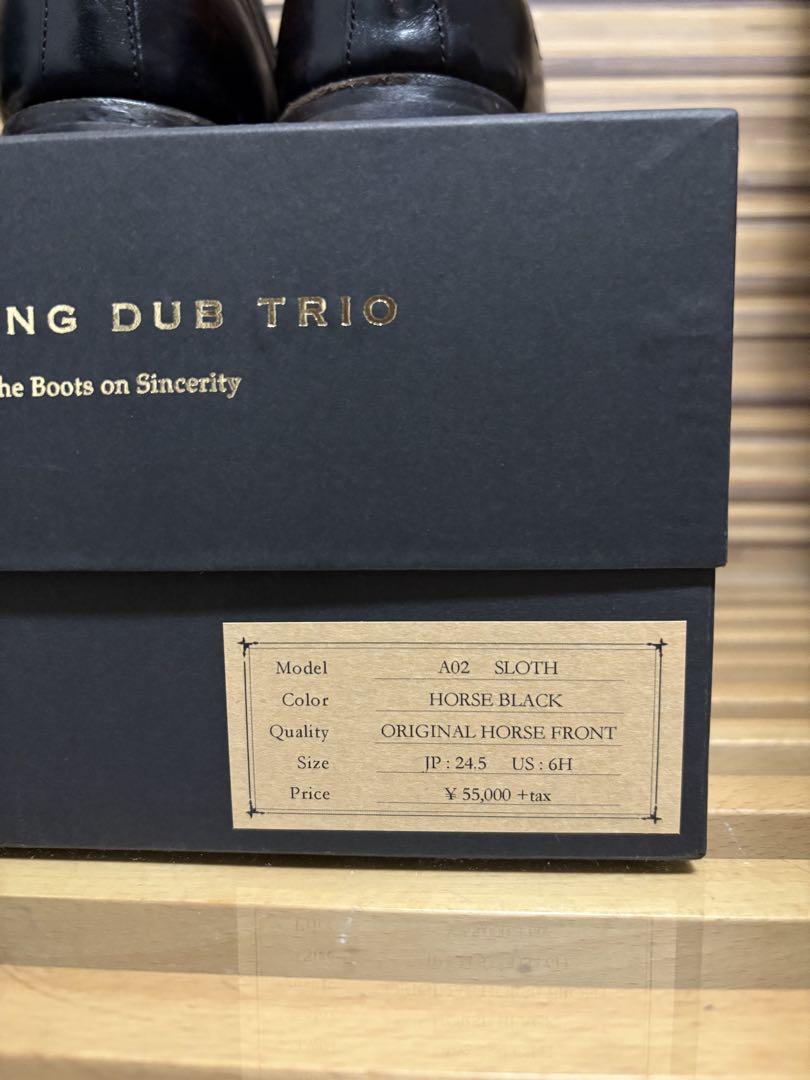 NG DUB TRIO
he Boots on Sincerity
Model A02 SLOTH
Color HORSE BLACK
Quality ORIGINAL HORSE FRONT
Size JP : 24.5 US : 6H
Price ¥ 55,000 +tax